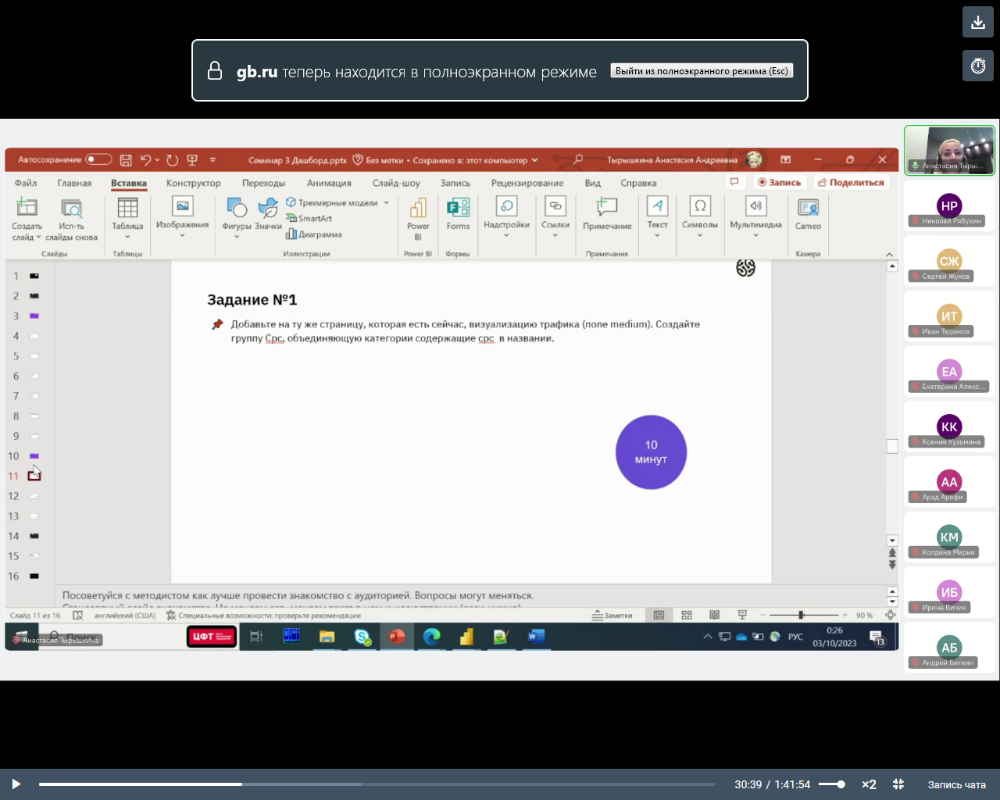 gb.ru теперь находится в полноэкранном режиме
Выйти из полноэкранного режима (Esc)
Автосохранение
Семинар 3 Дашборд.pptx
Без метки • Сохранено в: этот компьютер
Тырышкина Анастасия Андреевна
Файл
Главная
Вставка
Конструктор
Переходы
Анимация
Слайд-шоу
Запись
Рецензирование
Вид
Справка
Запись
Поделиться
Создать слайд
Исп-ть слайды снова
Таблица
Изображения
Фигуры
Значки
Трехмерные модели
SmartArt
Диаграмма
Power BI
Forms
Надстройки
Ссылки
Примечание
Текст
Символы
Мультимедиа
Cameo
Слайды
Таблицы
Иллюстрации
Power BI
Формы
Примечания
Камера
1
2
3
4
5
6
7
8
9
10
11
12
13
14
15
16
Задание №1
Добавьте на ту же страницу, которая есть сейчас, визуализацию трафика (поле medium). Создайте
группу Cpc, объединяющую категории содержащие cpc в названии.
10
минут
Посоветуйся с методистом как лучше провести знакомство с аудиторией. Вопросы могут меняться.
Слайд 11 из 16
английский (США)
Специальные возможности: проверьте рекомендации
Заметки
90 %
Анастасия Тырышкина
Поиск
ЦФТ
РУС
0:26
03/10/2023
13
Анастасия Тыры...
НР
Николай Рябухин
СЖ
Сергей Жуков
ИТ
Иван Тюриков
ЕА
Екатерина Алекс...
КК
Ксения Кузьмина
АА
Арад Арефи
КМ
Колдина Мария
ИБ
Ирина Бичик
АБ
Андрей Биткин
30:39 / 1:41:54
×2
Запись чата